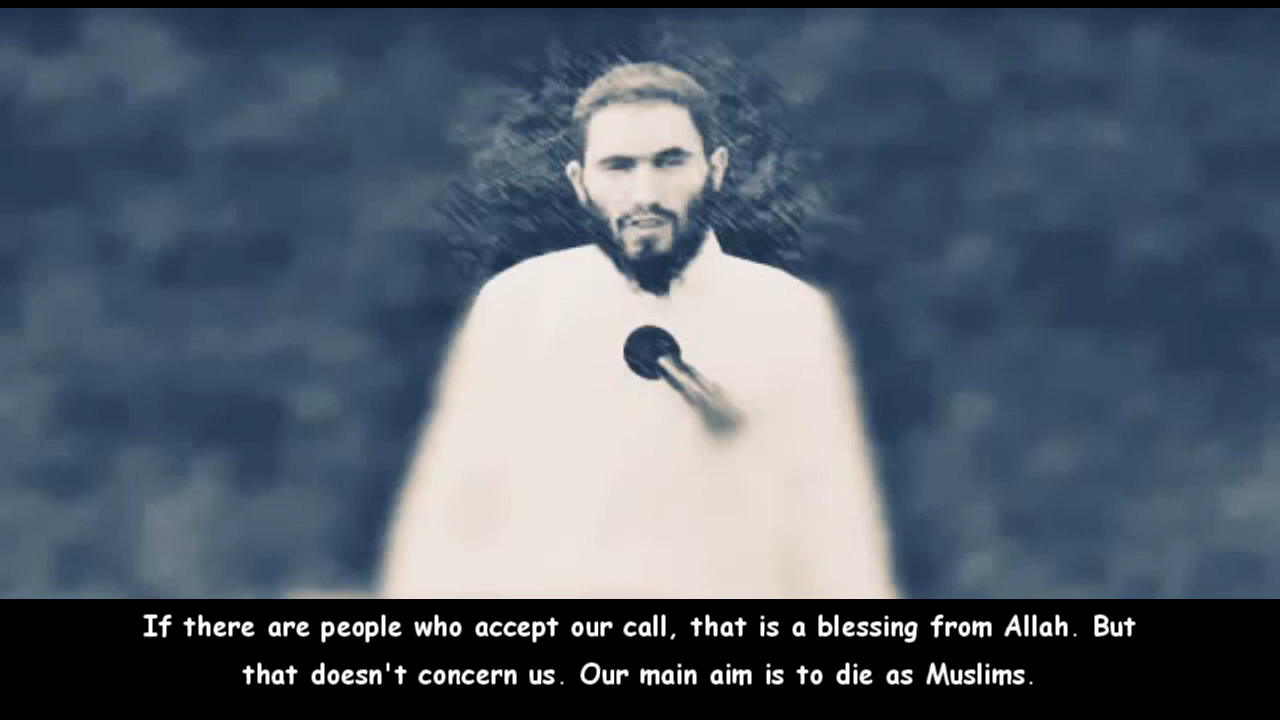 If there are people who accept our call, that is a blessing from Allah. But
that doesn't concern us. Our main aim is to die as Muslims.